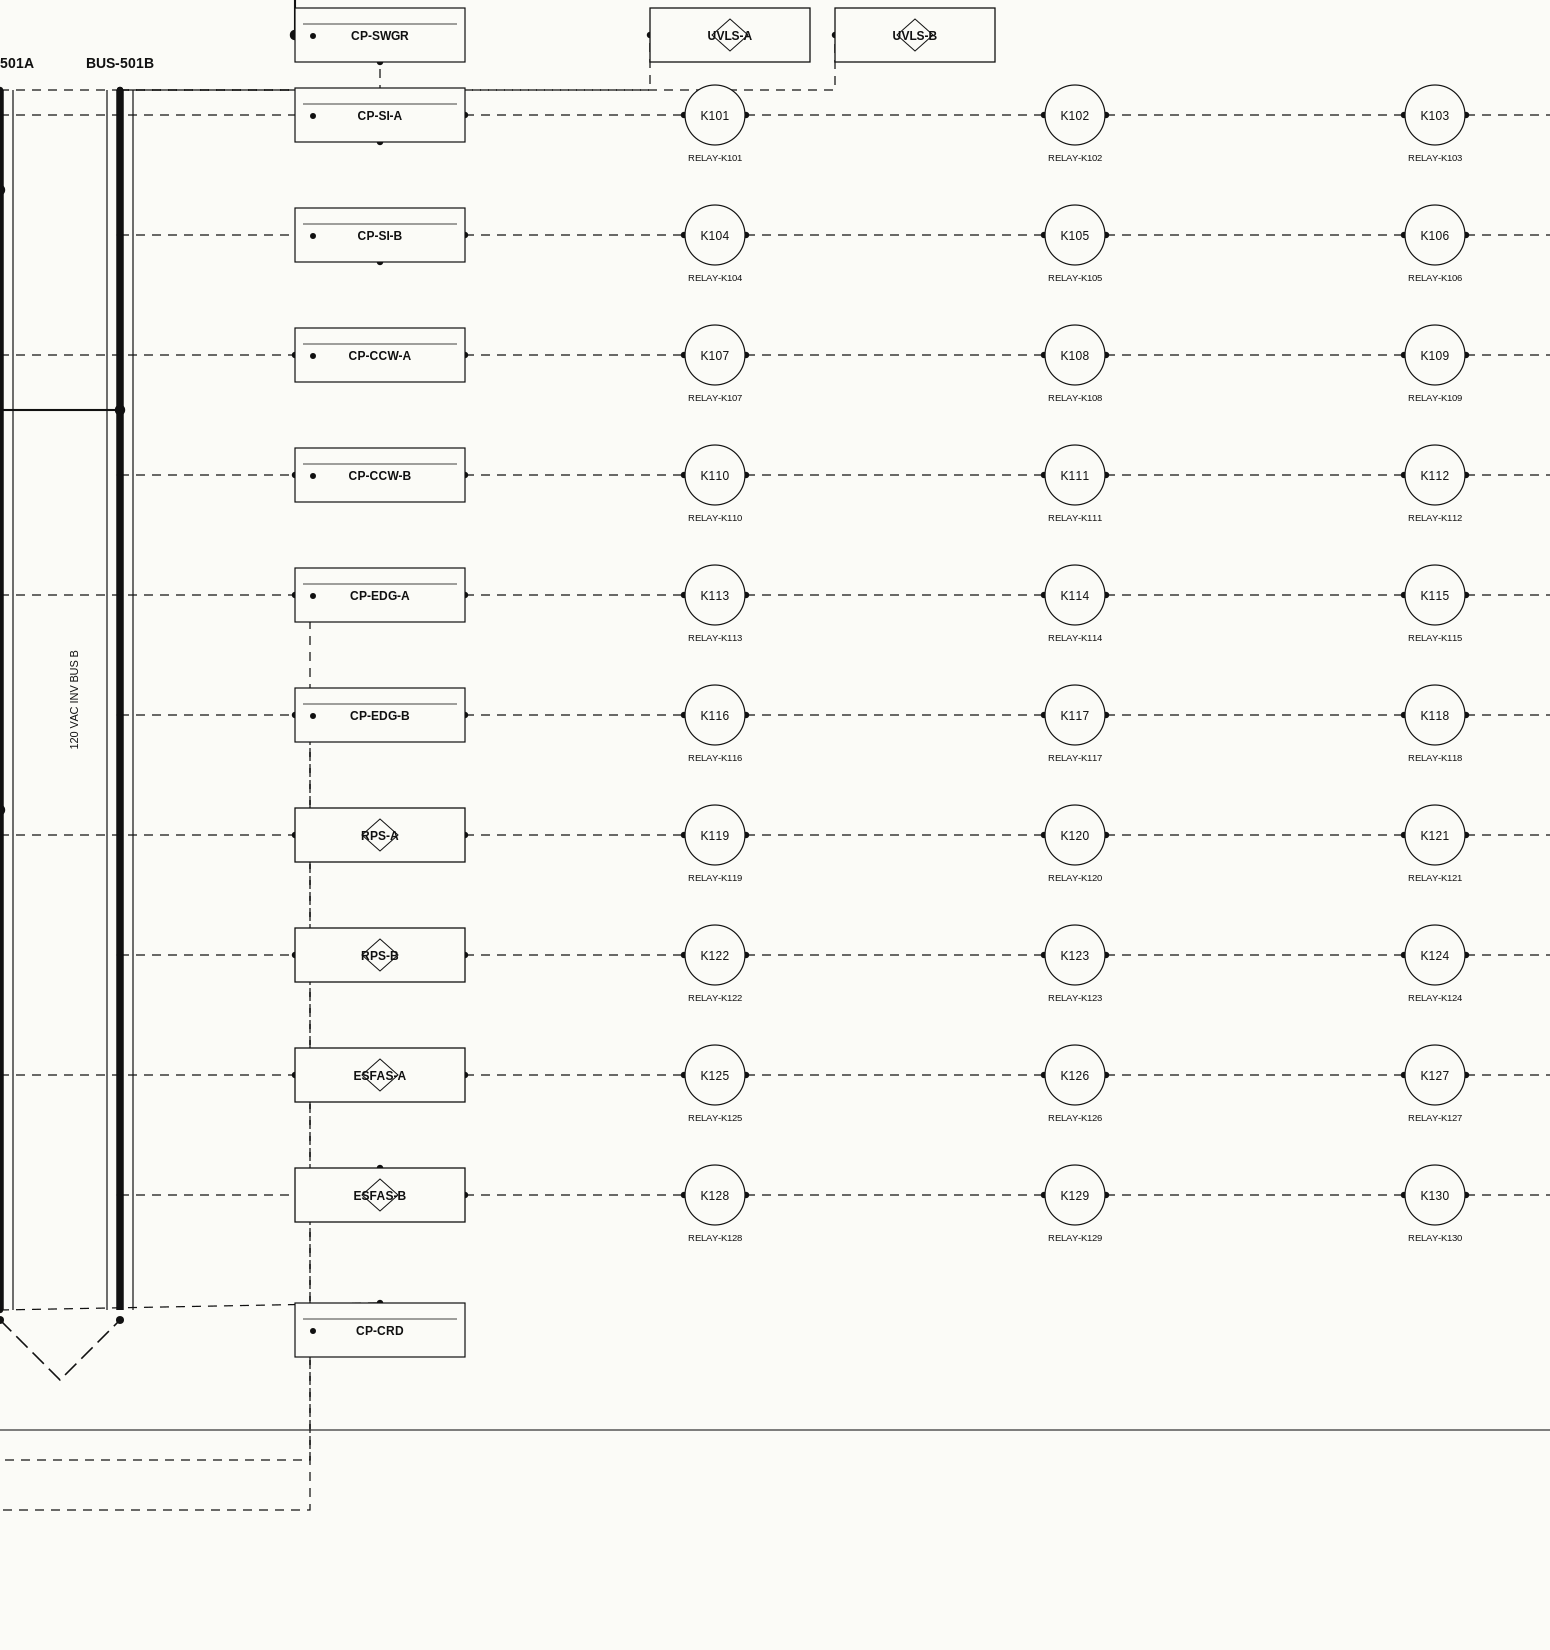 CP-SWGR
UVLS-A
UVLS-B
501A
BUS-501B
CP-SI-A
K101
K102
K103
RELAY-K101
RELAY-K102
RELAY-K103
CP-SI-B
K104
K105
K106
RELAY-K104
RELAY-K105
RELAY-K106
CP-CCW-A
K107
K108
K109
RELAY-K107
RELAY-K108
RELAY-K109
CP-CCW-B
K110
K111
K112
RELAY-K110
RELAY-K111
RELAY-K112
CP-EDG-A
K113
K114
K115
RELAY-K113
RELAY-K114
RELAY-K115
120 VAC INV BUS B
CP-EDG-B
K116
K117
K118
RELAY-K116
RELAY-K117
RELAY-K118
RPS-A
K119
K120
K121
RELAY-K119
RELAY-K120
RELAY-K121
RPS-B
K122
K123
K124
RELAY-K122
RELAY-K123
RELAY-K124
ESFAS-A
K125
K126
K127
RELAY-K125
RELAY-K126
RELAY-K127
ESFAS-B
K128
K129
K130
RELAY-K128
RELAY-K129
RELAY-K130
CP-CRD